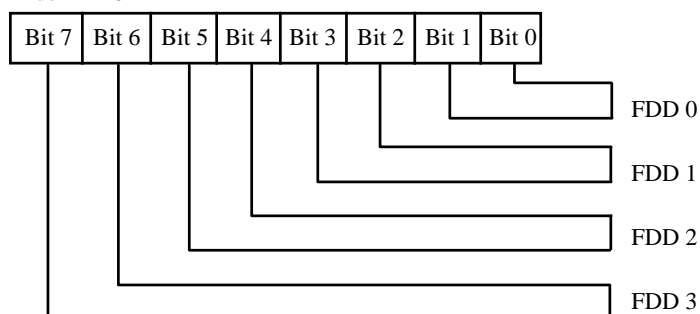 Bit 7 Bit 6 Bit 5 Bit 4 Bit 3 Bit 2 Bit 1 Bit 0
FDD 0
FDD 1
FDD 2
FDD 3